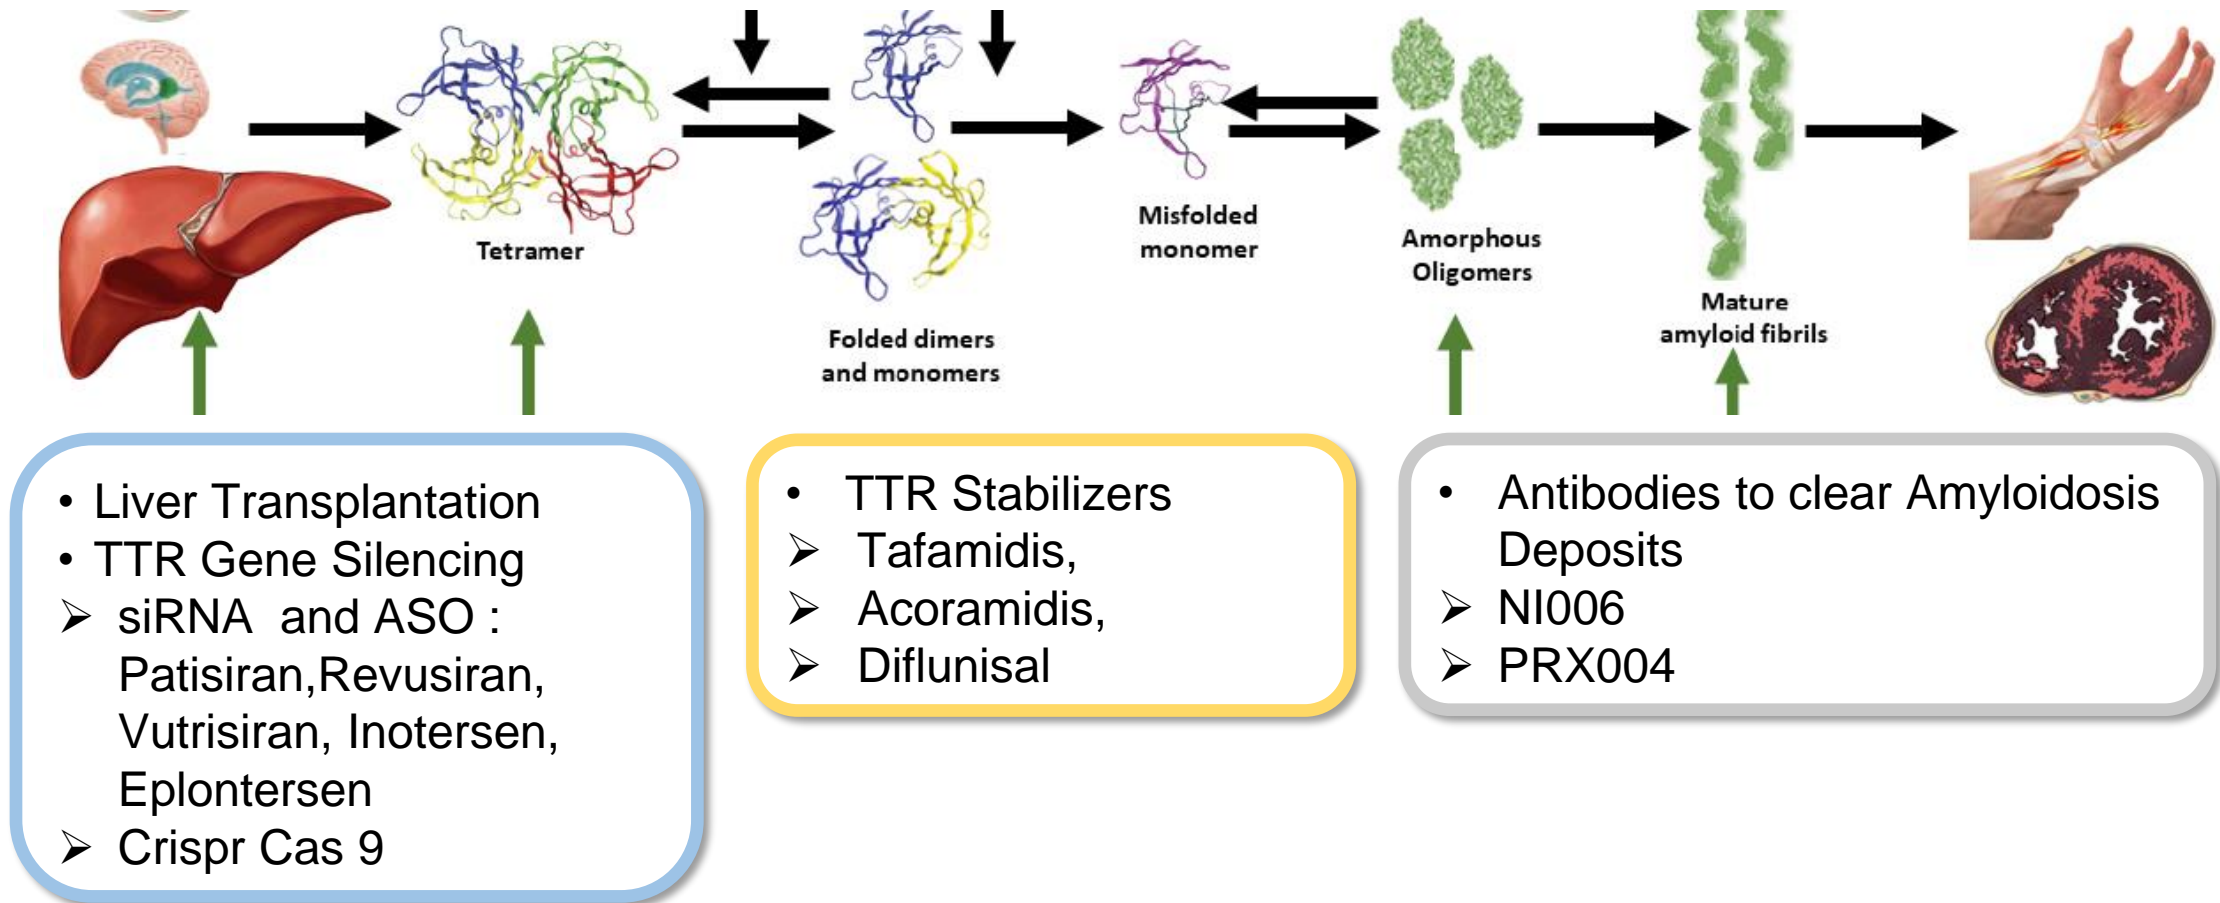 Tetramer
Folded dimers
and monomers
Misfolded
monomer
Amorphous
Oligomers
Mature
amyloid fibrils
• Liver Transplantation
• TTR Gene Silencing
➢ siRNA and ASO :
Patisiran,Revusiran,
Vutrisiran, Inotersen,
Eplontersen
➢ Crispr Cas 9
• TTR Stabilizers
➢ Tafamidis,
➢ Acoramidis,
➢ Diflunisal
• Antibodies to clear Amyloidosis
Deposits
➢ NI006
➢ PRX004